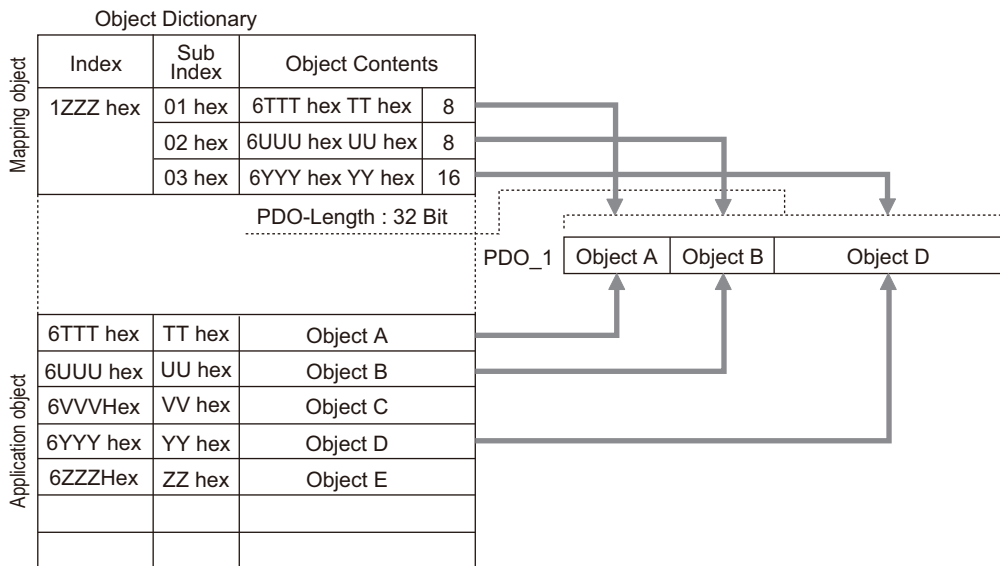 Object Dictionary
Mapping object
Index
Sub
Index
Object Contents
1ZZZ hex 01 hex 6TTT hex TT hex 8
02 hex 6UUU hex UU hex 8
03 hex 6YYY hex YY hex 16
PDO-Length : 32 Bit
PDO_1 Object A Object B Object D
Application object
6TTT hex TT hex Object A
6UUU hex UU hex Object B
6VVVHex VV hex Object C
6YYY hex YY hex Object D
6ZZZHex ZZ hex Object E